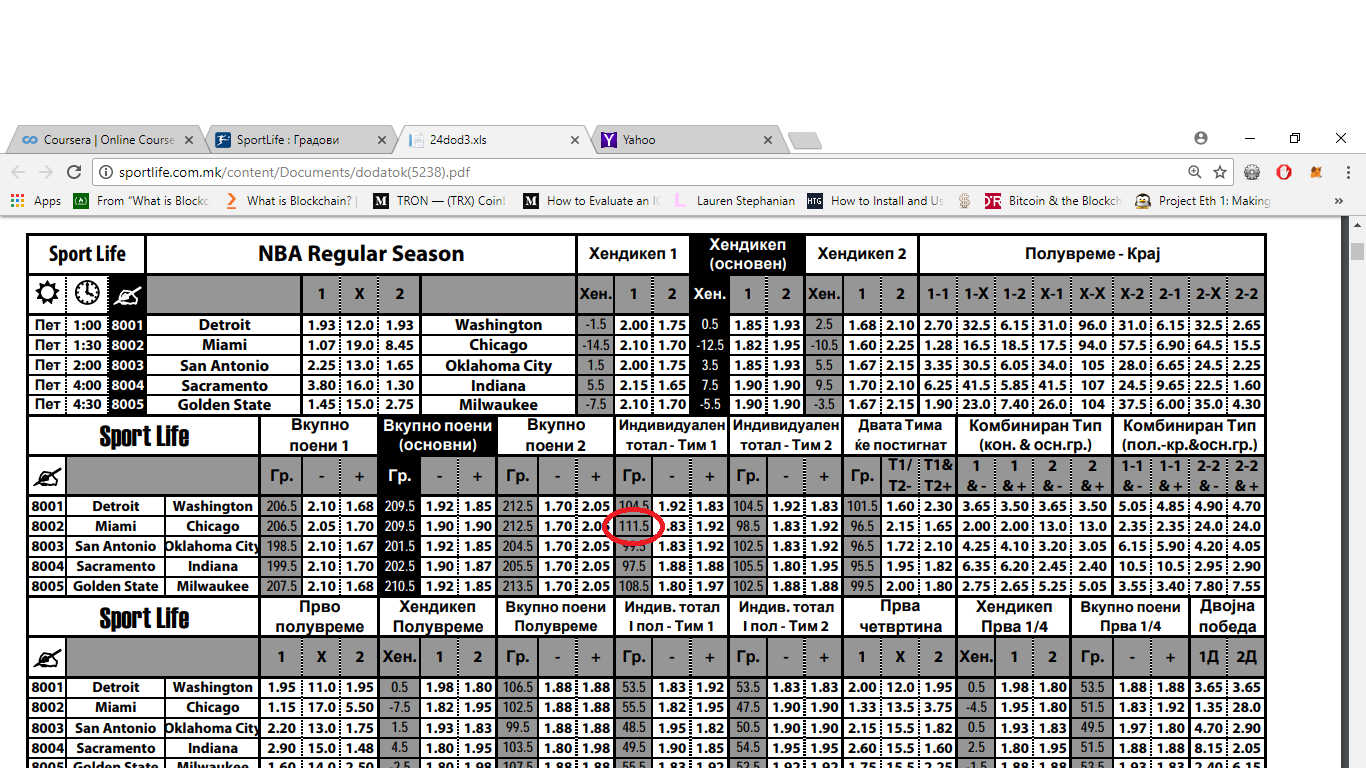 Coursera | Online Course
SportLife : Градови
24dod3.xls
Yahoo
sportlife.com.mk/content/Documents/dodatok(5238).pdf
Apps From "What is Blockc What is Blockchain? | TRON — (TRX) Coin! How to Evaluate an IC Lauren Stephanian How to Install and Us Bitcoin & the Blockch Project Eth 1: Making »
Sport Life NBA Regular Season Хендикеп 1 Хендикеп (основен) Хендикеп 2 Полувреме - Крај
1 X 2 Хен. 1 2 Хен. 1 2 Хен. 1 2 1-1 1-X 1-2 X-1 X-X X-2 2-1 2-X 2-2
Пет 1:00 8001 Detroit 1.93 12.0 1.93 Washington -1.5 2.00 1.75 0.5 1.85 1.93 2.5 1.68 2.10 2.70 32.5 6.15 31.0 96.0 31.0 6.15 32.5 2.65
Пет 1:30 8002 Miami 1.07 19.0 8.45 Chicago -14.5 2.10 1.70 -12.5 1.82 1.95 -10.5 1.60 2.25 1.28 16.5 18.5 17.5 94.0 57.5 6.90 64.5 15.5
Пет 2:00 8003 San Antonio 2.25 13.0 1.65 Oklahoma City 1.5 2.00 1.75 3.5 1.85 1.93 5.5 1.67 2.15 3.35 30.5 6.05 34.0 105 28.0 6.65 24.5 2.25
Пет 4:00 8004 Sacramento 3.80 16.0 1.30 Indiana 5.5 2.15 1.65 7.5 1.90 1.90 9.5 1.70 2.10 6.25 41.5 5.85 41.5 107 24.5 9.65 22.5 1.60
Пет 4:30 8005 Golden State 1.45 15.0 2.75 Milwaukee -7.5 2.10 1.70 -5.5 1.90 1.90 -3.5 1.67 2.15 1.90 23.0 7.40 26.0 104 37.5 6.00 35.0 4.30
Sport Life Вкупно поени 1 Вкупно поени (основни) Вкупно поени 2 Индивидуален тотал - Тим 1 Индивидуален тотал - Тим 2 Двата Тима ќе постигнат Комбиниран Тип (кон. & осн.гр.) Комбиниран Тип (пол.-кр.&осн.гр.)
Гр. - + Гр. - + Гр. - + Гр. - + Гр. - + Гр. T1/ T2- T1& T2+ 1 & - 1 & + 2 & - 2 & + 1-1 & - 1-1 & + 2-2 & - 2-2 & +
8001 Detroit Washington 206.5 2.10 1.68 209.5 1.92 1.85 212.5 1.70 2.05 104.5 1.92 1.83 104.5 1.92 1.83 101.5 1.60 2.30 3.65 3.50 3.65 3.50 5.05 4.85 4.90 4.70
8002 Miami Chicago 206.5 2.05 1.70 209.5 1.90 1.90 212.5 1.70 111.5 .83 1.92 98.5 1.83 1.92 96.5 2.15 1.65 2.00 2.00 13.0 13.0 2.35 2.35 24.0 24.0
8003 San Antonio Oklahoma City 198.5 2.10 1.67 201.5 1.92 1.85 204.5 1.70 2.05 99.5 1.83 1.92 102.5 1.83 1.92 96.5 1.72 2.10 4.25 4.10 3.20 3.05 6.15 5.90 4.20 4.05
8004 Sacramento Indiana 199.5 2.10 1.70 202.5 1.90 1.87 205.5 1.70 2.05 97.5 1.88 1.88 105.5 1.80 1.95 95.5 1.95 1.82 6.35 6.20 2.45 2.40 10.5 10.5 2.95 2.90
8005 Golden State Milwaukee 207.5 2.10 1.68 210.5 1.92 1.85 213.5 1.70 2.05 108.5 1.80 1.97 102.5 1.88 1.88 99.5 2.00 1.80 2.75 2.65 5.25 5.05 3.55 3.40 7.80 7.55
Sport Life Прво полувреме Хендикеп Полувреме Вкупно поени Полувреме Индив. тотал I пол - Тим 1 Индив. тотал I пол - Тим 2 Прва четвртина Хендикеп Прва 1/4 Вкупно поени Прва 1/4 Двојна победа
1 X 2 Хен. 1 2 Гр. - + Гр. - + Гр. - + 1 X 2 Хен. 1 2 Гр. - + 1Д 2Д
8001 Detroit Washington 1.95 11.0 1.95 0.5 1.98 1.80 106.5 1.88 1.88 53.5 1.83 1.92 53.5 1.83 1.83 2.00 12.0 1.95 0.5 1.98 1.80 53.5 1.88 1.88 3.65 3.65
8002 Miami Chicago 1.15 17.0 5.50 -7.5 1.82 1.95 102.5 1.88 1.88 55.5 1.82 1.95 47.5 1.90 1.90 1.33 13.5 3.75 -4.5 1.95 1.80 51.5 1.83 1.92 1.35 28.0
8003 San Antonio Oklahoma City 2.20 13.0 1.75 1.5 1.93 1.83 99.5 1.88 1.88 48.5 1.95 1.82 50.5 1.90 1.90 2.15 15.5 1.82 0.5 1.93 1.83 49.5 1.97 1.80 4.70 2.90
8004 Sacramento Indiana 2.90 15.0 1.48 4.5 1.80 1.95 103.5 1.80 1.98 49.5 1.90 1.85 54.5 1.95 1.95 2.60 15.5 1.60 2.5 1.80 1.95 51.5 1.88 1.88 8.15 2.05
8005 Golden State Milwaukee